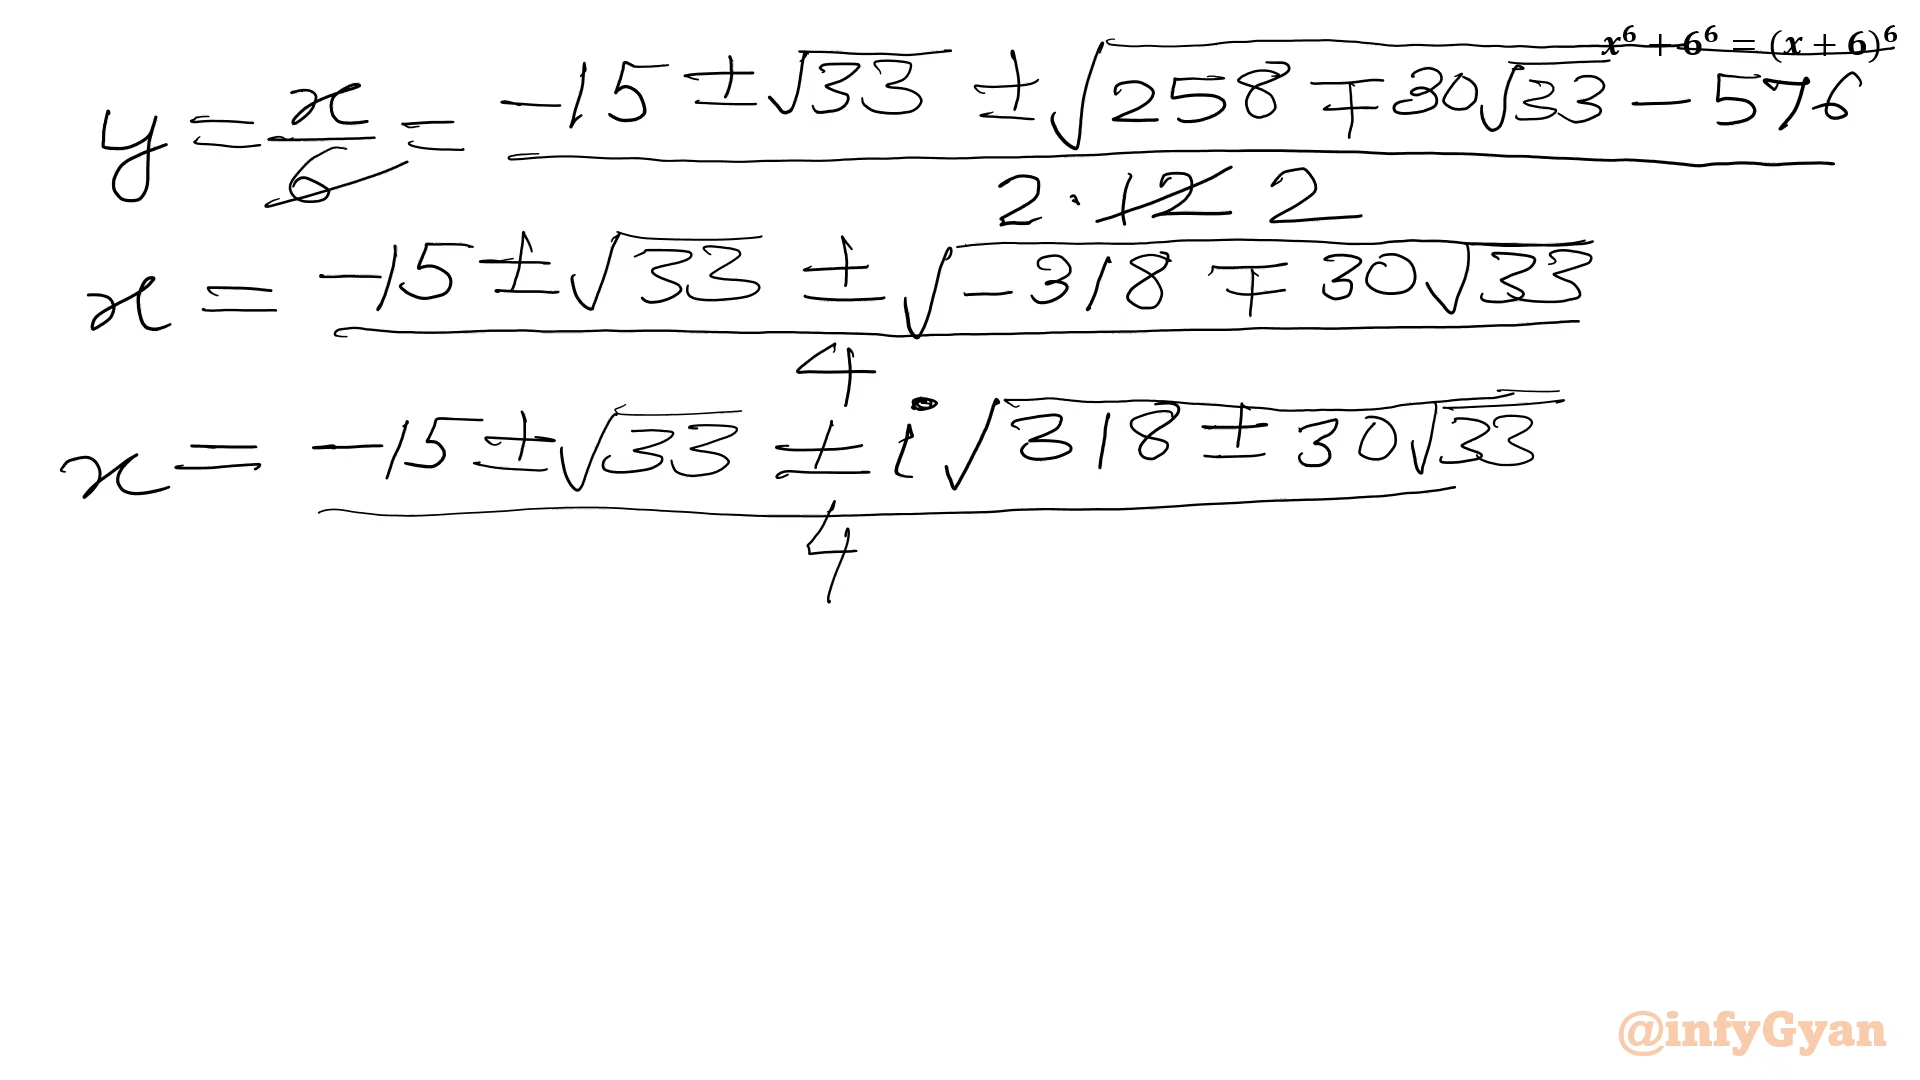 x⁶ + 6⁶ = (x + 6)⁶
y = x/6 = (-15 ± √33 ± √(258 ∓ 30√33 - 576))/(2·12 2)
x = (-15 ± √33 ± √(-318 ∓ 30√33))/4
x = (-15 ± √33 ± i√(318 ± 30√33))/4
@infyGyan